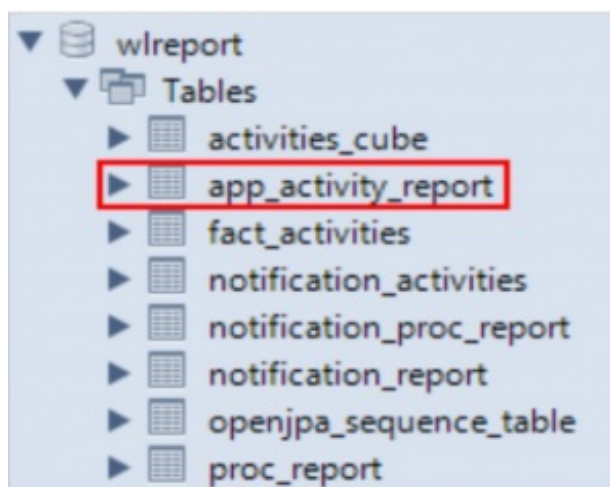 wlreport
Tables
activities_cube
app_activity_report
fact_activities
notification_activities
notification_proc_report
notification_report
openjpa_sequence_table
proc_report